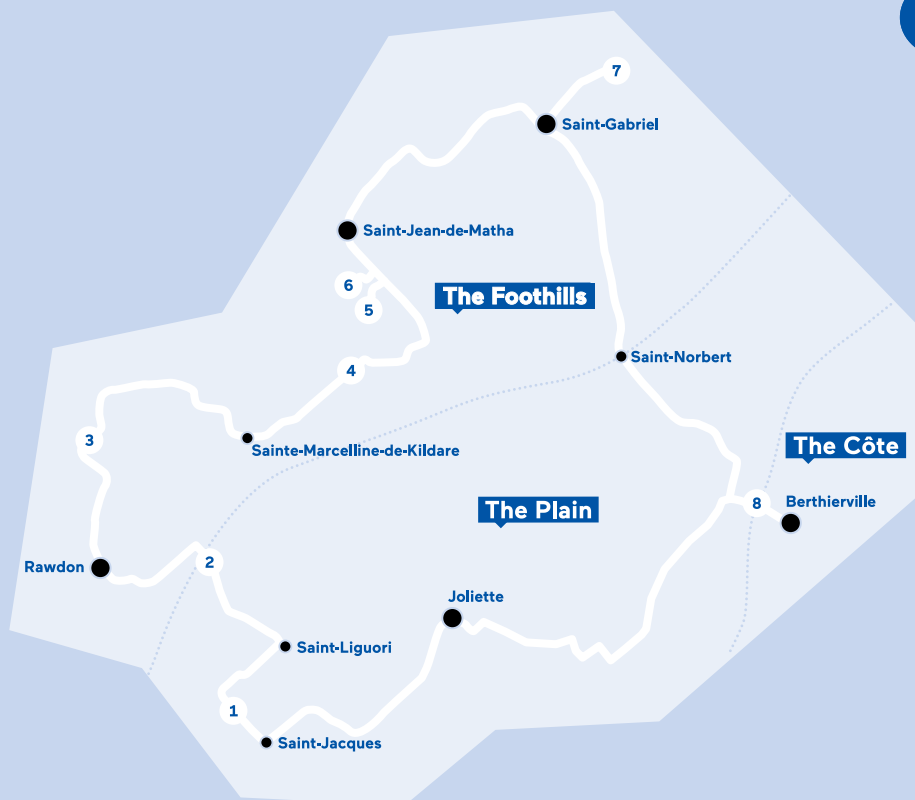 7
Saint-Gabriel
Saint-Jean-de-Matha
6
The Foothills
5
Saint-Norbert
4
3
Sainte-Marcelline-de-Kildare
The Côte
8
Berthierville
The Plain
2
Rawdon
Joliette
Saint-Liguori
1
Saint-Jacques